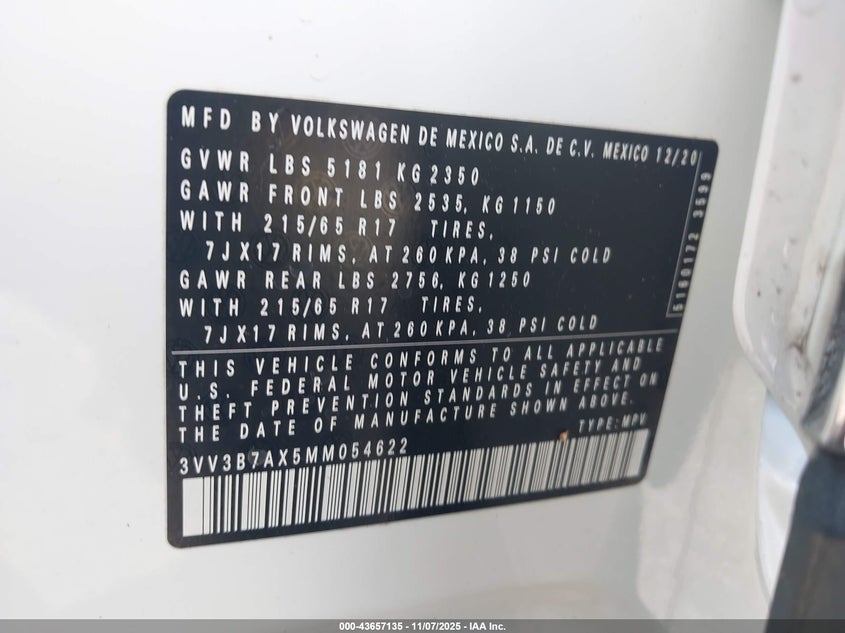 MFD BY VOLKSWAGEN DE MEXICO S.A. DE C.V. MEXICO 12/20
GVWR LBS 5181 KG 2350
GAWR FRONT LBS 2535, KG 1150
WITH 215/65 R17 TIRES,
7JX17 RIMS, AT 260 KPA, 38 PSI COLD
GAWR REAR LBS 2756, KG 1250
WITH 215/65 R17 TIRES,
7JX17 RIMS, AT 260 KPA, 38 PSI COLD
5160172 3599
THIS VEHICLE CONFORMS TO ALL APPLICABLE
U.S. FEDERAL MOTOR VEHICLE SAFETY AND
THEFT PREVENTION STANDARDS IN EFFECT ON
THE DATE OF MANUFACTURE SHOWN ABOVE.
TYPE: MPV
3VV3B7AX5MM054622
000-43657135 - 11/07/2025 - IAA Inc.